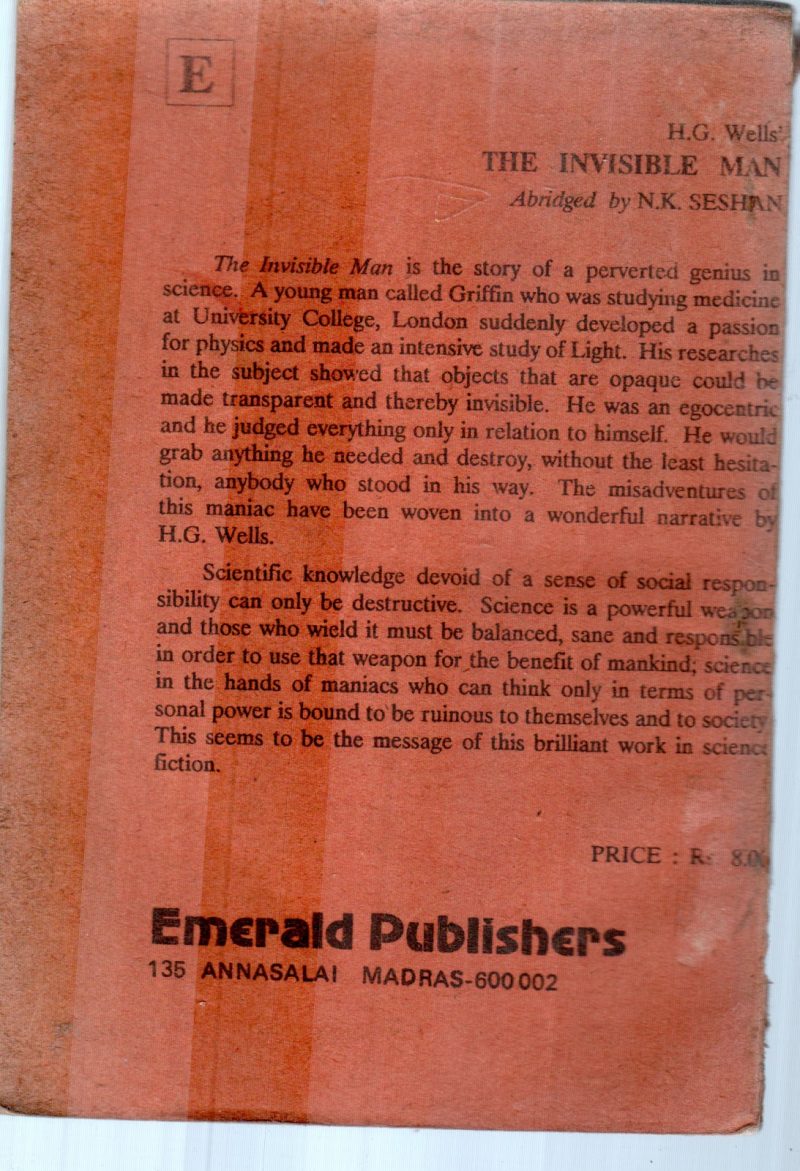 E
H.G. Wells'
THE INVISIBLE MAN
Abridged by N.K. SESHAN
The Invisible Man is the story of a perverted genius in
science. A young man called Griffin who was studying medicine
at University College, London suddenly developed a passion
for physics and made an intensive study of Light. His researches
in the subject showed that objects that are opaque could be
made transparent and thereby invisible. He was an egocentric
and he judged everything only in relation to himself. He would
grab anything he needed and destroy, without the least hesita-
tion, anybody who stood in his way. The misadventures of
this maniac have been woven into a wonderful narrative by
H.G. Wells.
Scientific knowledge devoid of a sense of social respon-
sibility can only be destructive. Science is a powerful weapon
and those who wield it must be balanced, sane and responsible
in order to use that weapon for the benefit of mankind; science
in the hands of maniacs who can think only in terms of per-
sonal power is bound to be ruinous to themselves and to society
This seems to be the message of this brilliant work in science
fiction.
PRICE : Rs 8.00
Emerald Publishers
135 ANNASALAI MADRAS-600 002